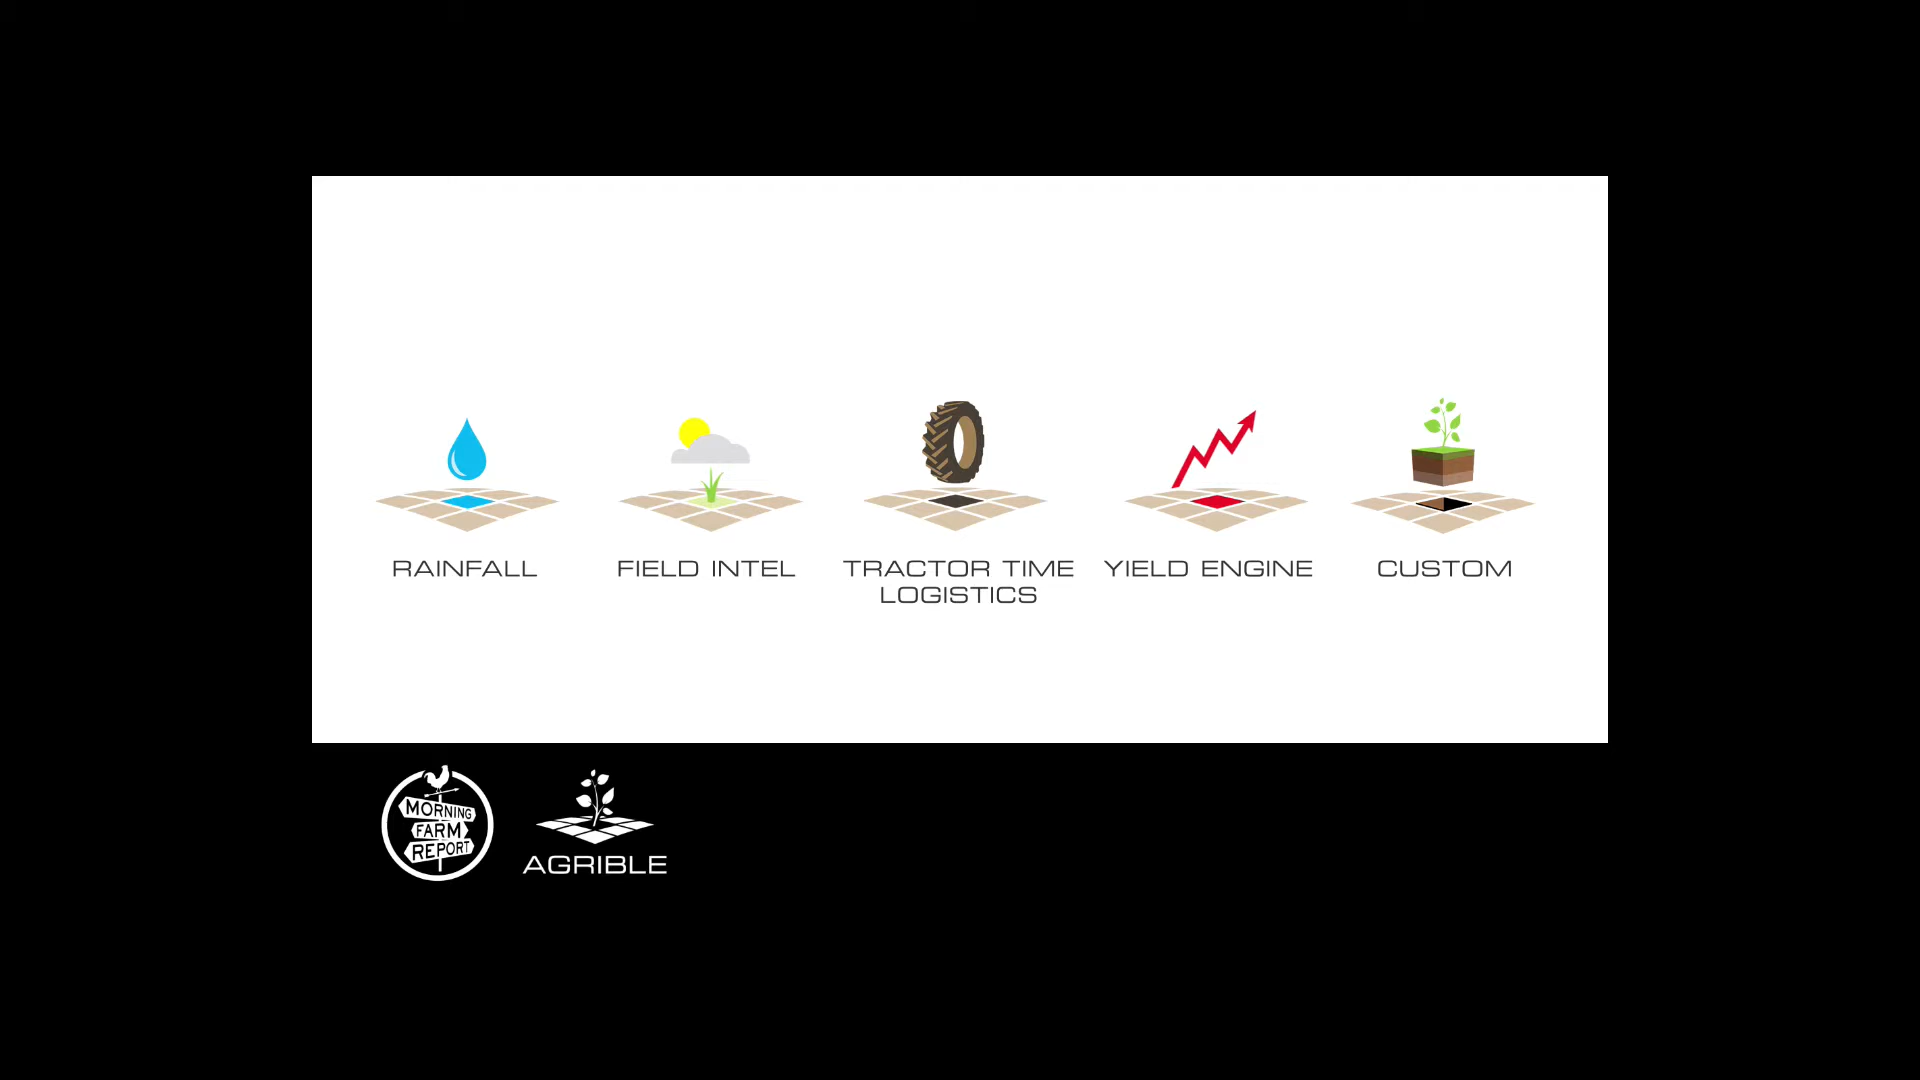 RAINFALL
FIELD INTEL
TRACTOR TIME
LOGISTICS
YIELD ENGINE
CUSTOM
MORNING
FARM
REPORT
AGRIBLE